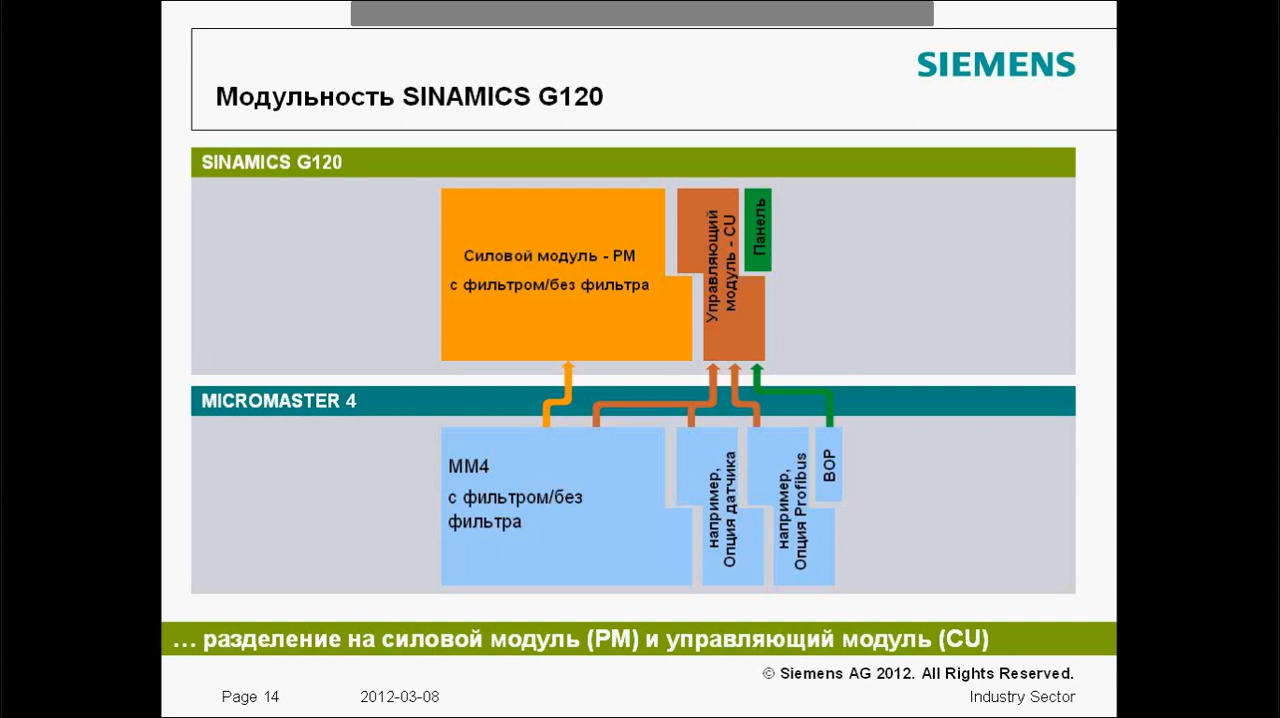 SIEMENS
Модульность SINAMICS G120
SINAMICS G120
Силовой модуль - PM
с фильтром/без фильтра
Управляющий
модуль - CU
Панель
MICROMASTER 4
MM4
с фильтром/без
фильтра
например,
Опция датчика
например,
Опция Profibus
BOP
... разделение на силовой модуль (PM) и управляющий модуль (CU)
© Siemens AG 2012. All Rights Reserved.
Page 14
2012-03-08
Industry Sector